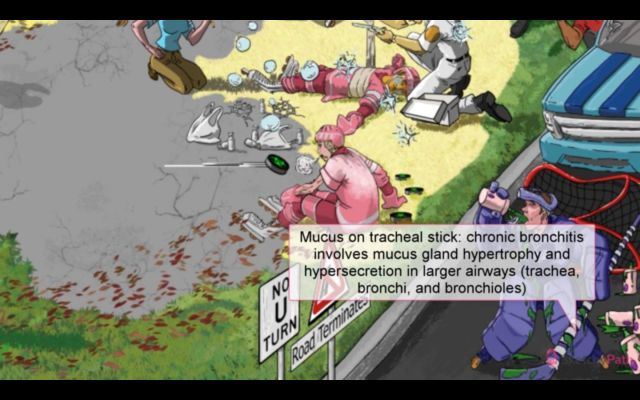 Mucus on tracheal stick: chronic bronchitis
involves mucus gland hypertrophy and
hypersecretion in larger airways (trachea,
bronchi, and bronchioles)
NO
U
TURN
Road Terminates